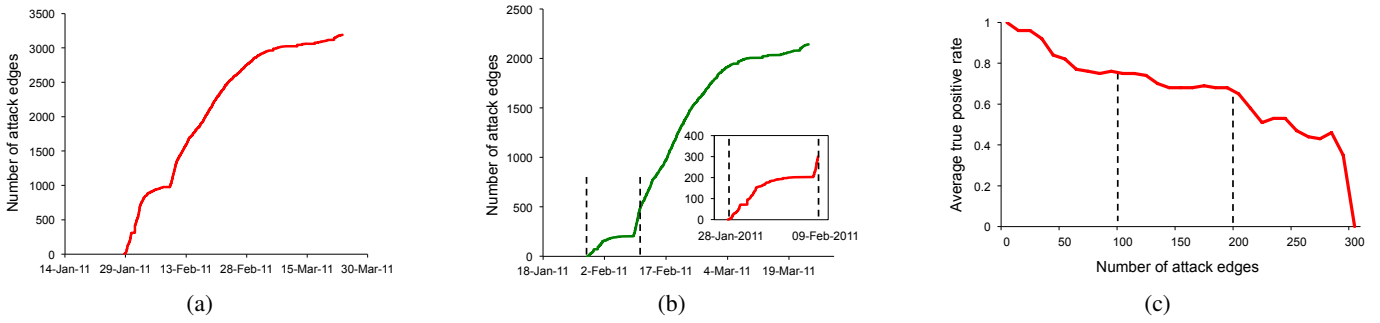 Number of attack edges
3500
3000
2500
2000
1500
1000
500
0
14-Jan-11 29-Jan-11 13-Feb-11 28-Feb-11 15-Mar-11 30-Mar-11
(a)
Number of attack edges
2500
2000
1500
1000
500
0
18-Jan-11 2-Feb-11 17-Feb-11 4-Mar-11 19-Mar-11
400
300
200
100
0
28-Jan-2011 09-Feb-2011
(b)
Average true positive rate
1
0.8
0.6
0.4
0.2
0
0 50 100 150 200 250 300
Number of attack edges
(c)